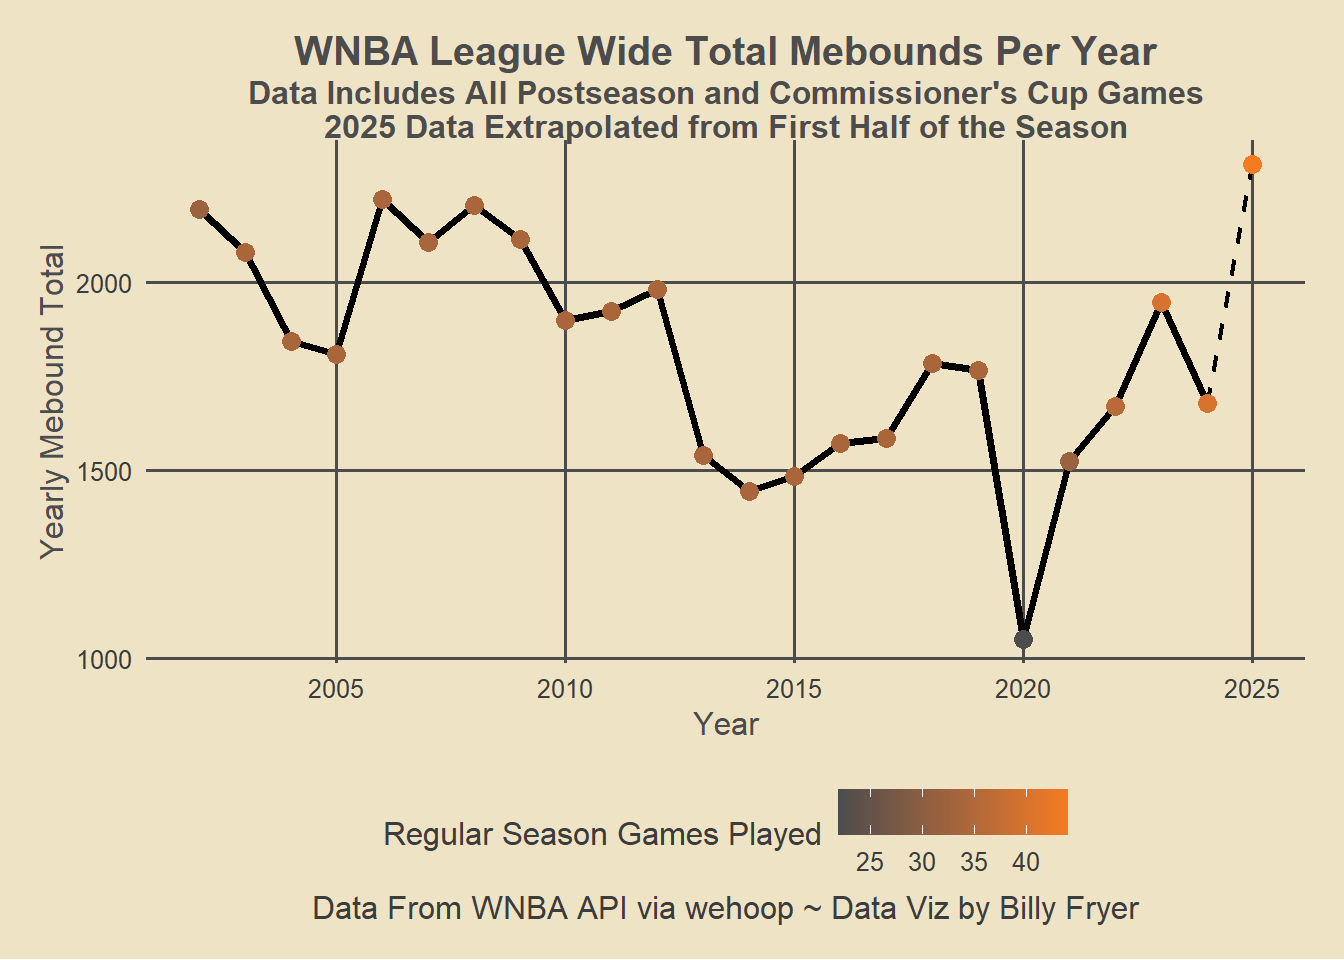 WNBA League Wide Total Mebounds Per Year
Data Includes All Postseason and Commissioner's Cup Games
2025 Data Extrapolated from First Half of the Season
Yearly Mebound Total
2000
1500
1000
2005 2010 2015 2020 2025
Year
Regular Season Games Played
25 30 35 40
Data From WNBA API via wehoop ~ Data Viz by Billy Fryer